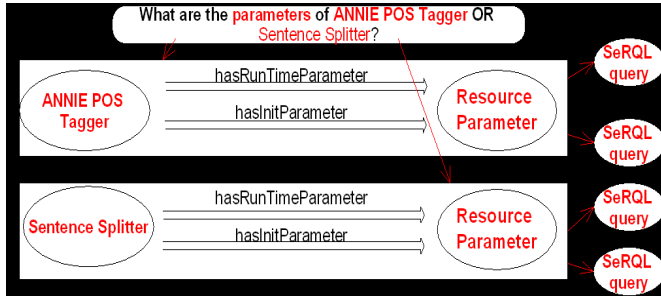 What are the parameters of ANNIE POS Tagger OR
Sentence Splitter?
ANNIE POS
Tagger
hasRunTimeParameter
hasInitParameter
Resource
Parameter
SeRQL
query
SeRQL
query
Sentence Splitter
hasRunTimeParameter
hasInitParameter
Resource
Parameter
SeRQL
query
SeRQL
query